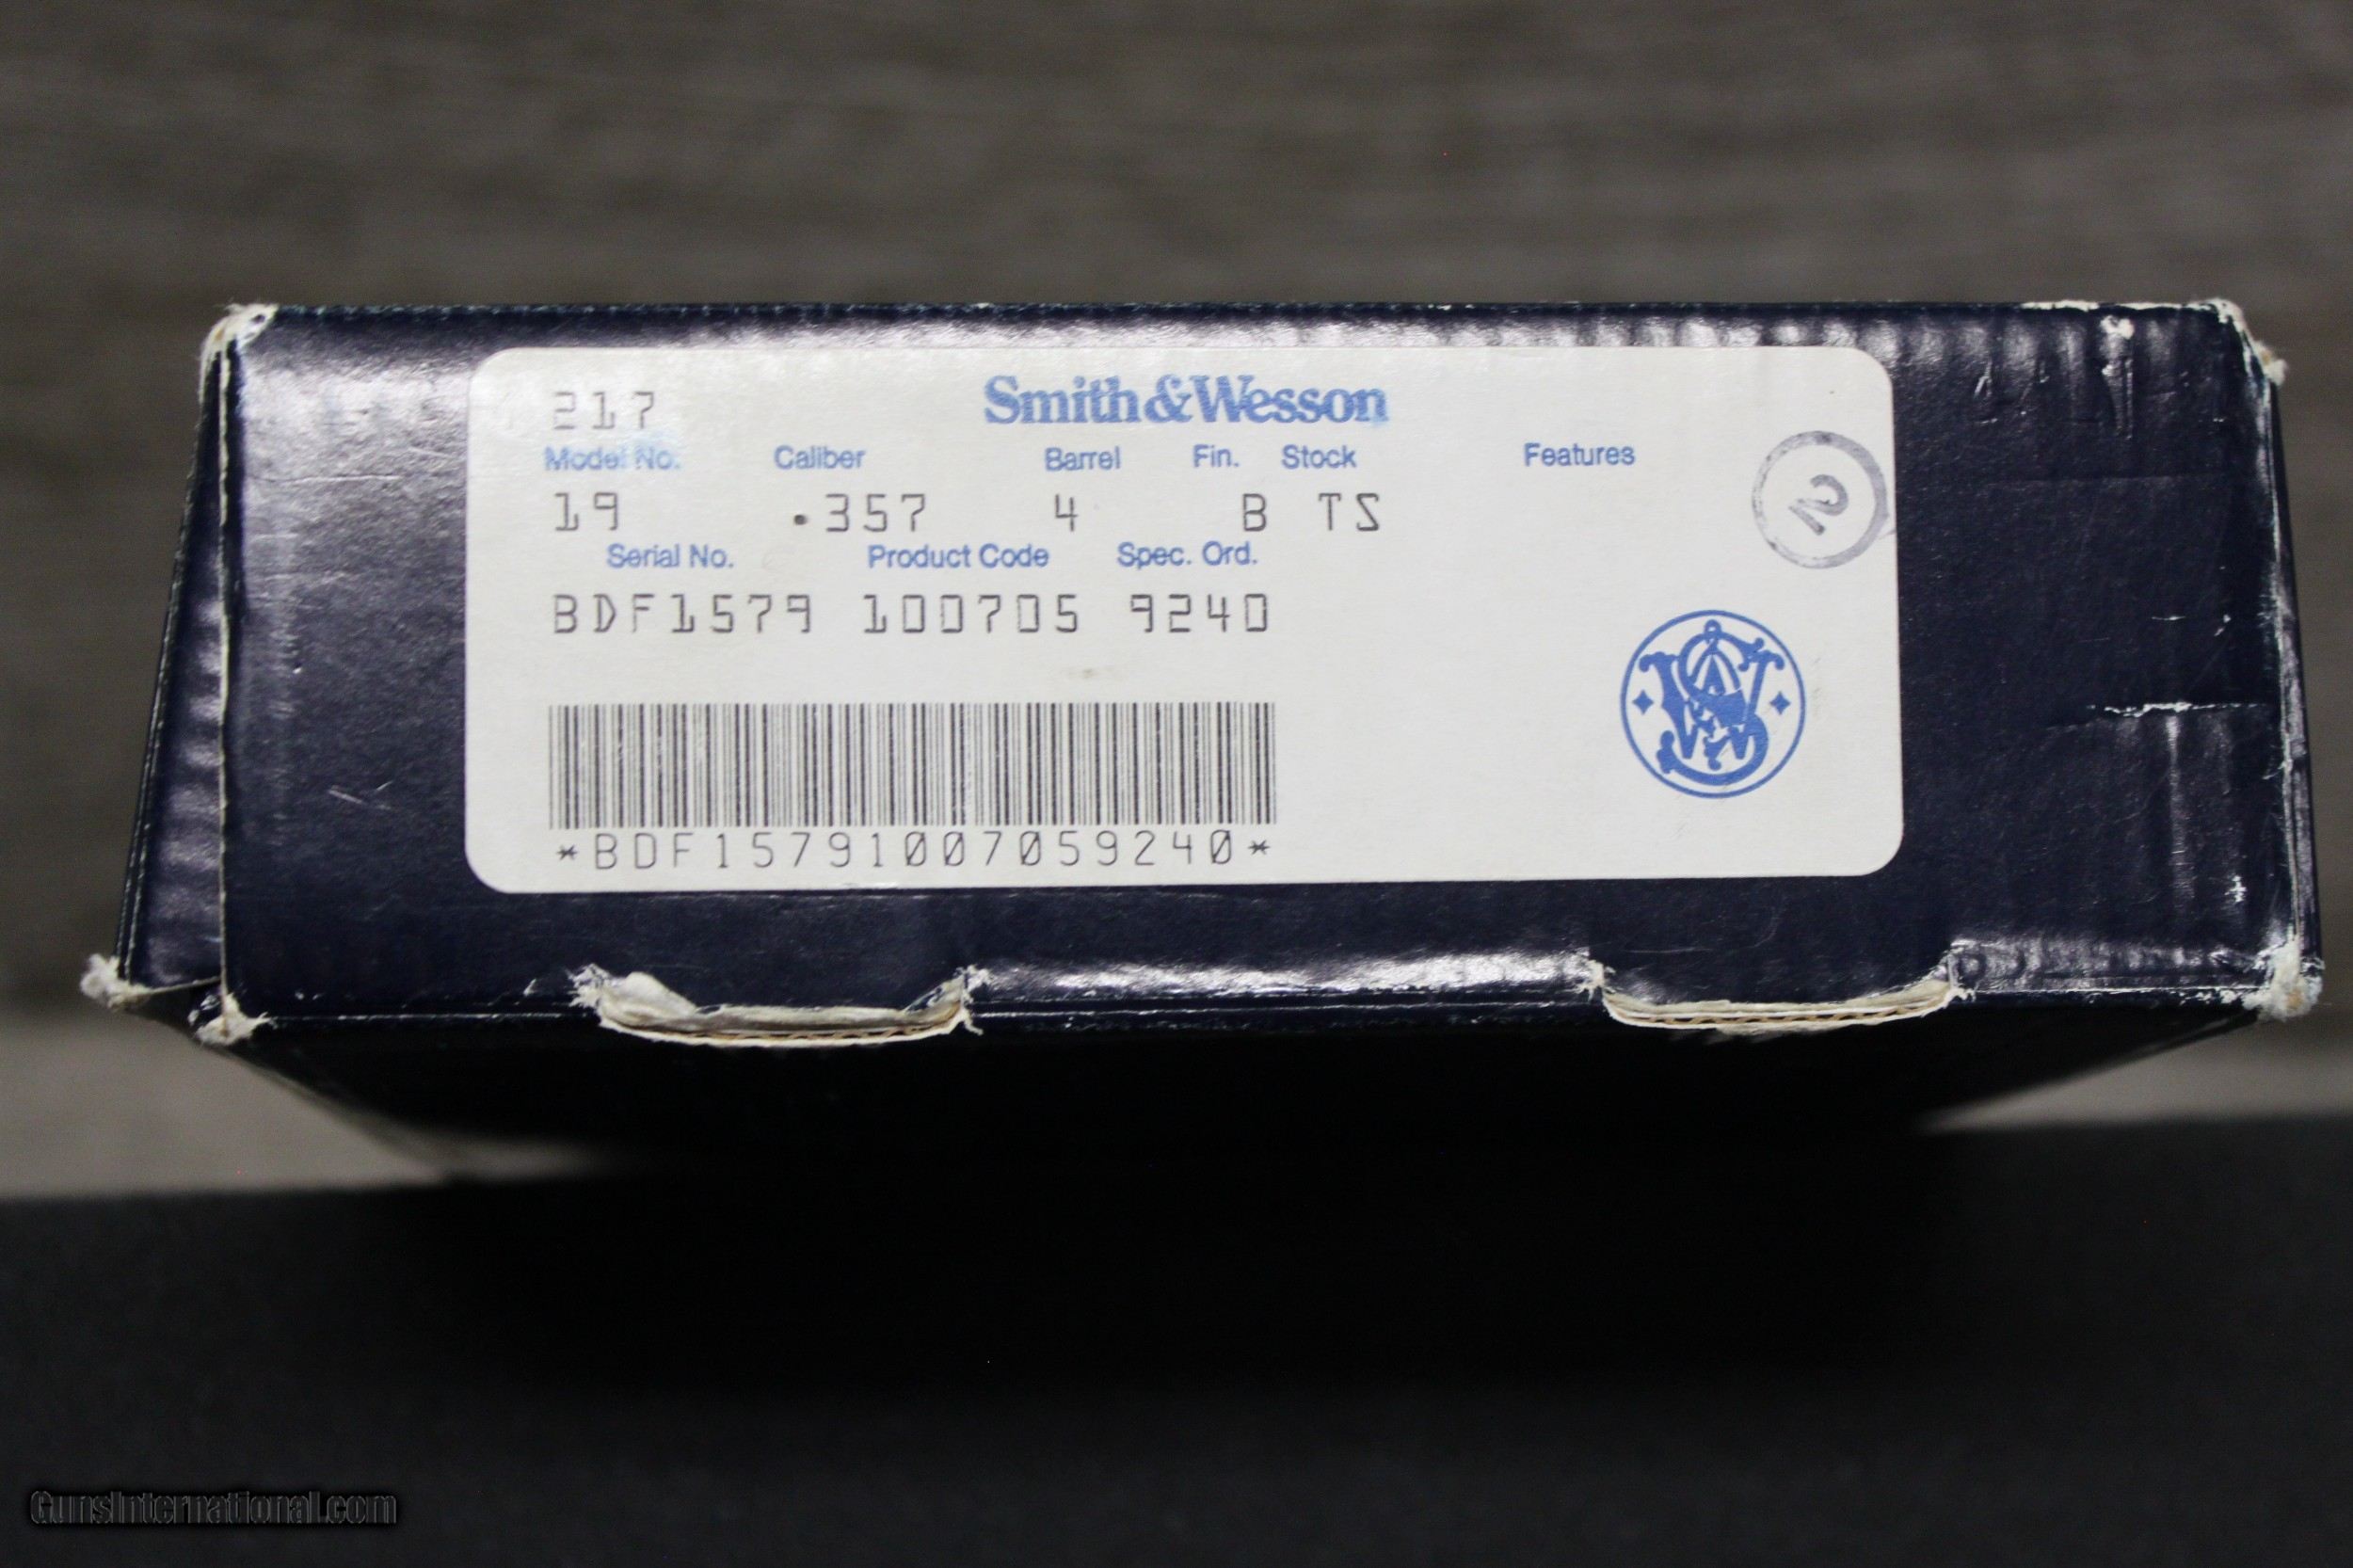 217 Smith&Wesson
Model No. Caliber Barrel Fin. Stock Features
19 .357 4 B TS
2
Serial No. Product Code Spec. Ord.
BDF1579 100705 9240
*BDF15791007059240*
GunsInternational.com